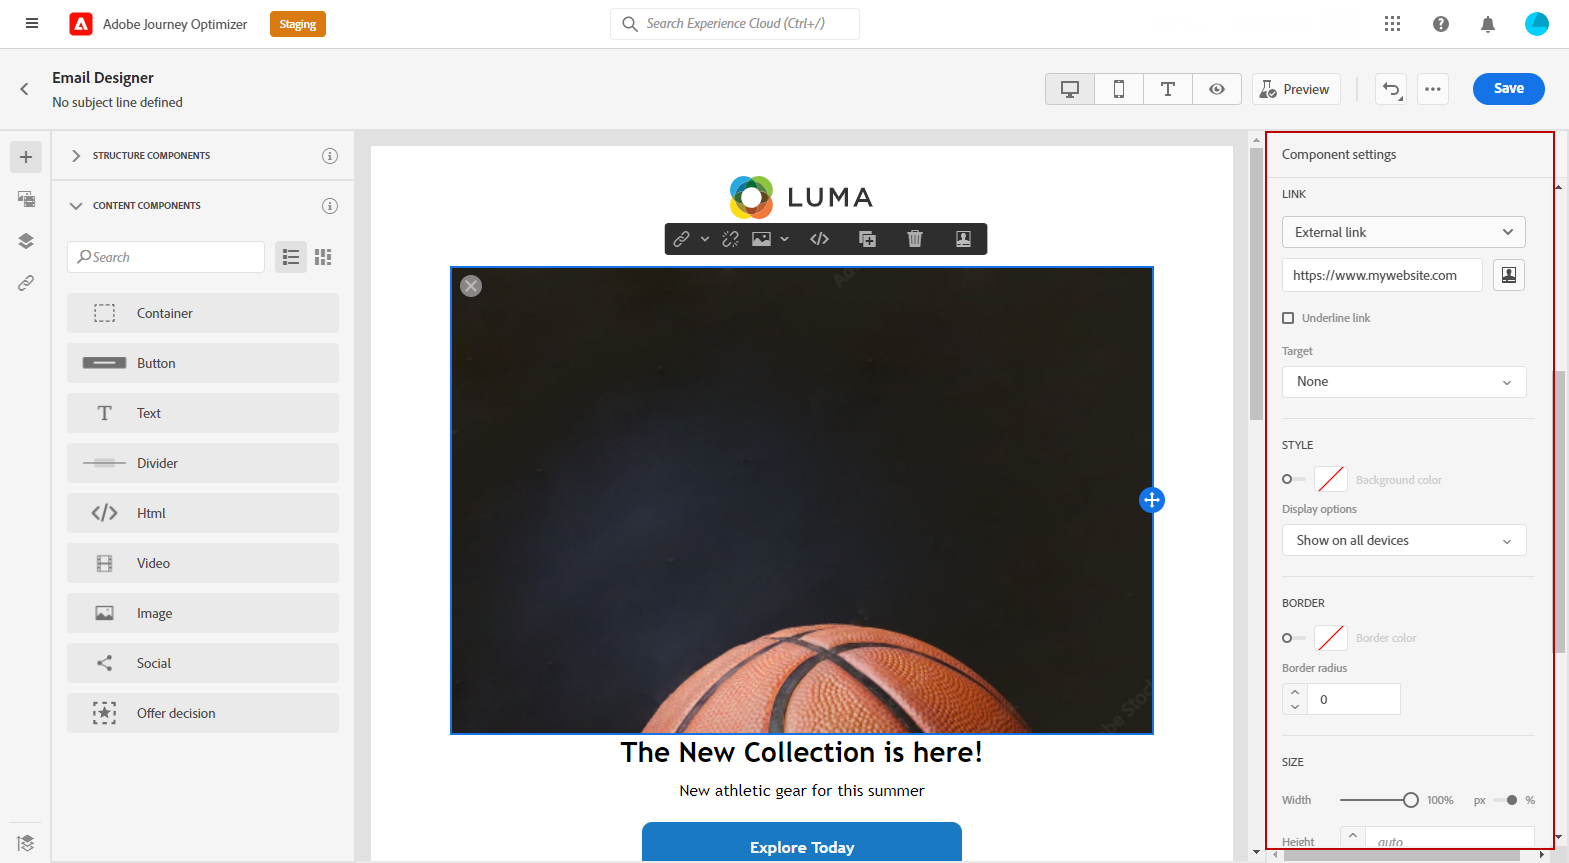 Adobe Journey Optimizer
Staging
Search Experience Cloud (Ctrl+/)
Email Designer
No subject line defined
Preview
Save
STRUCTURE COMPONENTS
CONTENT COMPONENTS
Search
Container
Button
Text
Divider
Html
Video
Image
Social
Offer decision
LUMA
The New Collection is here!
New athletic gear for this summer
Explore Today
Component settings
LINK
External link
https://www.mywebsite.com
Underline link
Target
None
STYLE
Background color
Display options
Show on all devices
BORDER
Border color
Border radius
0
SIZE
Width 100% px %
Height auto